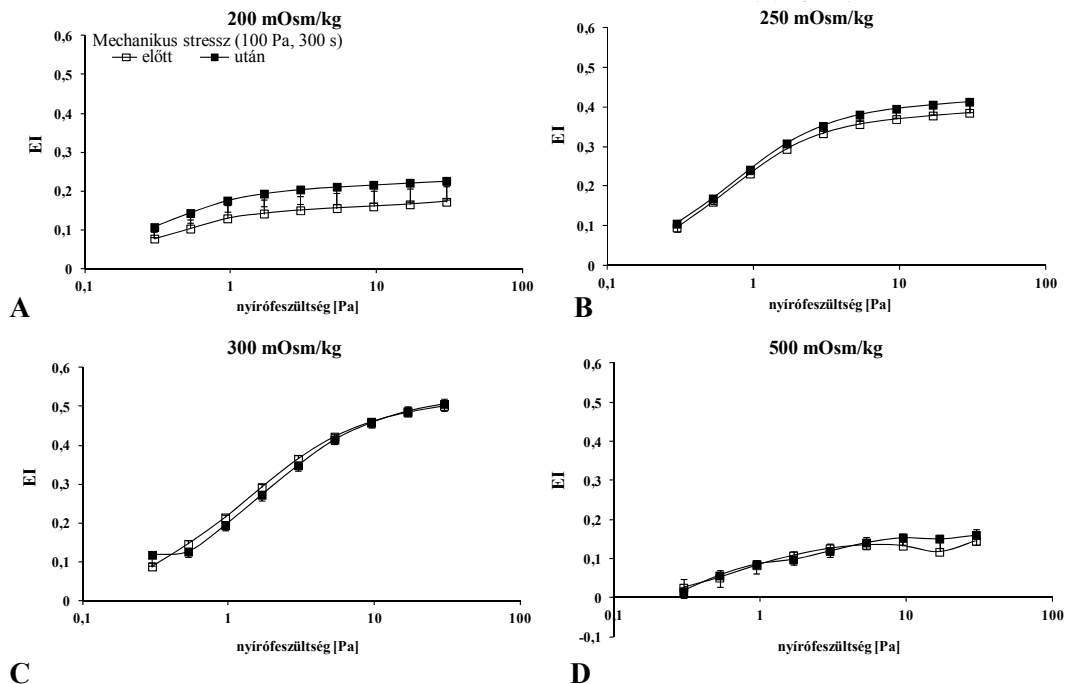 200 mOsm/kg
Mechanikus stressz (100 Pa, 300 s)
előtt után
0,6
0,5
0,4
0,3
0,2
0,1
0
EI
0,1 1 10 100
nyírófeszültség [Pa]
A
250 mOsm/kg
0,6
0,5
0,4
0,3
0,2
0,1
0
EI
0,1 1 10 100
nyírófeszültség [Pa]
B
300 mOsm/kg
0,6
0,5
0,4
0,3
0,2
0,1
0
EI
0,1 1 10 100
nyírófeszültség [Pa]
C
500 mOsm/kg
0,6
0,5
0,4
0,3
0,2
0,1
0
-0,1
EI
0,1 1 10 100
nyírófeszültség [Pa]
D